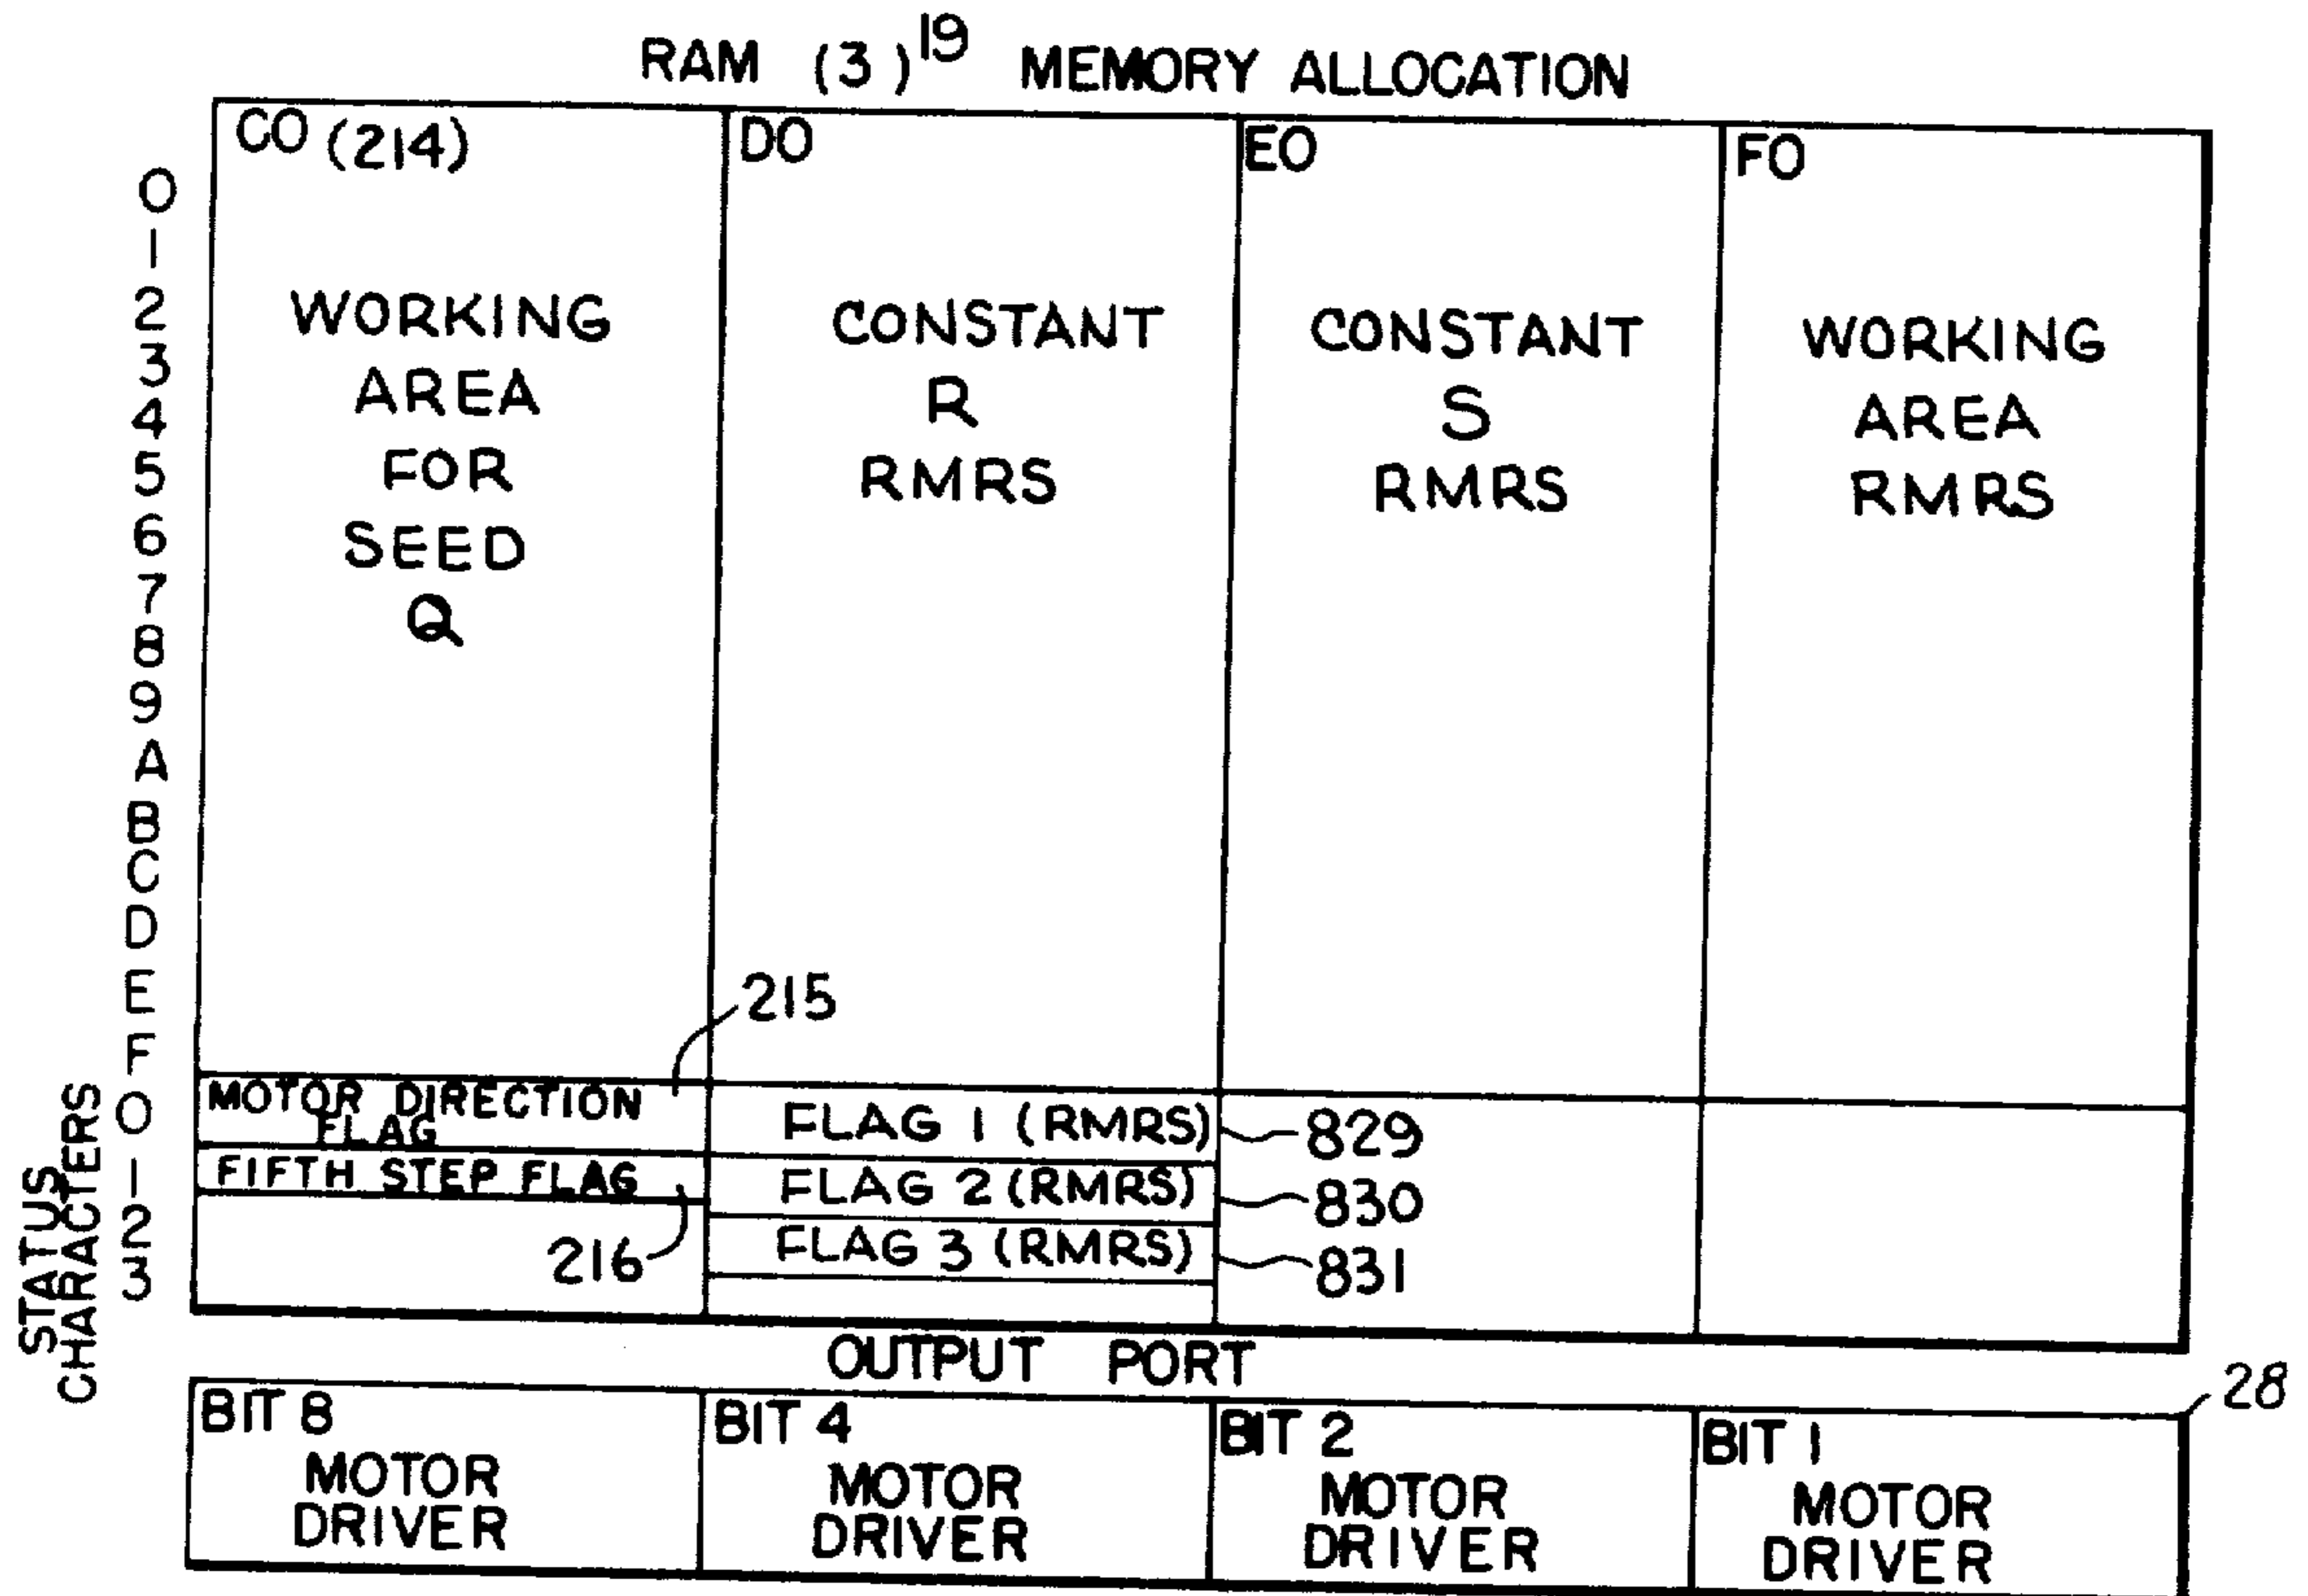 RAM (3) 19 MEMORY ALLOCATION
CO (214) DO EO FO
0
1
2
3
4
5
6
7
8
9
A
B
C
D
E
F
WORKING
AREA
FOR
SEED
Q
CONSTANT
R
RMRS
CONSTANT
S
RMRS
WORKING
AREA
RMRS
215
STATUS
CHARACTERS
0
1
2
3
MOTOR DIRECTION
FLAG
FIFTH STEP FLAG
216
FLAG 1 (RMRS) 829
FLAG 2 (RMRS) 830
FLAG 3 (RMRS) 831
OUTPUT PORT
28
BIT 8
MOTOR
DRIVER
BIT 4
MOTOR
DRIVER
BIT 2
MOTOR
DRIVER
BIT 1
MOTOR
DRIVER